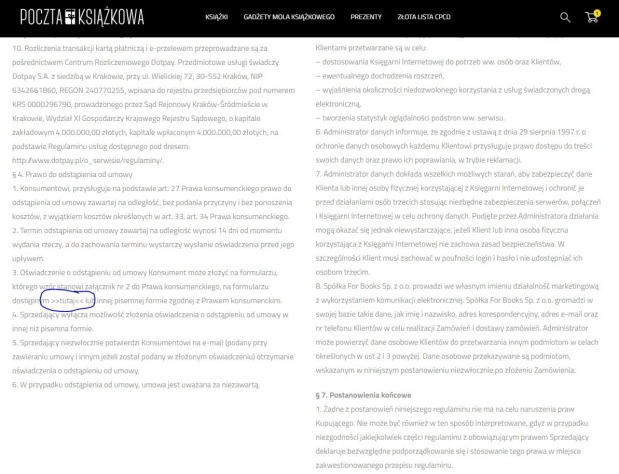 POCZTA KSIĄŻKOWA
KSIĄŻKI GADŻETY MOLA KSIĄŻKOWEGO PREZENTY ZŁOTA LISTA CPCD
1
10. Rozliczenia transakcji kartą płatniczą i e-przelewem przeprowadzane są za
pośrednictwem Centrum Rozliczeniowego Dotpay. Przedmiotowe usługi świadczy
Dotpay S.A. z siedzibą w Krakowie, przy ul. Wielickiej 72, 30-552 Kraków, NIP
6342661860, REGON 240770255, wpisana do rejestru przedsiębiorców pod numerem
KRS 0000296790, prowadzonego przez Sąd Rejonowy Kraków-Śródmieście w
Krakowie, Wydział XI Gospodarczy Krajowego Rejestru Sądowego, o kapitale
zakładowym 4.000.000,00 złotych, kapitale wpłaconym 4.000.000,00 złotych, na
podstawie Regulaminu usług dostępnego pod adresem:
http://www.dotpay.pl/o_serwisie/regulaminy/.
§ 4. Prawo do odstąpienia od umowy
1. Konsumentowi, przysługuje na podstawie art. 27 Prawa konsumenckiego prawo do
odstąpienia od umowy zawartej na odległość, bez podania przyczyny i bez ponoszenia
kosztów, z wyjątkiem kosztów określonych w art. 33, art. 34 Prawa konsumenckiego.
2. Termin odstąpienia od umowy zawartej na odległość wynosi 14 dni od momentu
wydania rzeczy, a do zachowania terminu wystarczy wysłanie oświadczenia przed jego
upływem.
3. Oświadczenie o odstąpieniu od umowy Konsument może złożyć na formularzu,
którego wzór stanowi załącznik nr 2 do Prawa konsumenckiego, na formularzu
dostępnym >>tutaj<< lub innej pisemnej formie zgodnej z Prawem konsumenckim.
4. Sprzedający wyłącza możliwość złożenia oświadczenia o odstąpieniu od umowy w
innej niż pisemna formie.
5. Sprzedający niezwłocznie potwierdzi Konsumentowi na e-mail (podany przy
zawieraniu umowy i innym jeżeli został podany w złożonym oświadczeniu) otrzymanie
oświadczenia o odstąpieniu od umowy.
6. W przypadku odstąpienia od umowy, umowa jest uważana za niezawartą.
Klientami przetwarzane są w celu:
– dostosowania Księgarni Internetowej do potrzeb ww. osób oraz Klientów,
– ewentualnego dochodzenia roszczeń,
– wyjaśnienia okoliczności niedozwolonego korzystania z usług świadczonych drogą
elektroniczną,
– tworzenia statystyk oglądalności podstron ww. serwisu.
6. Administrator danych informuje, że zgodnie z ustawą z dnia 29 sierpnia 1997 r. o
ochronie danych osobowych każdemu Klientowi przysługuje prawo dostępu do treści
swoich danych oraz prawo ich poprawiania, w trybie reklamacji.
7. Administrator danych dokłada wszelkich możliwych starań, aby zabezpieczyć dane
Klienta lub innej osoby fizycznej korzystającej z Księgarni Internetowej i ochronić je
przed działaniami osób trzecich stosując niezbędne zabezpieczenia serwerów, połączeń
i Księgarni Internetowej w celu ochrony danych. Podjęte przez Administratora działania
mogą okazać się jednak niewystarczające, jeżeli Klient lub inna osoba fizyczna
korzystająca z Księgarni Internetowej nie zachowa zasad bezpieczeństwa. W
szczególności Klient musi zachować w poufności login i hasło i nie udostępniać ich
osobom trzecim.
8. Spółka For Books Sp. z o.o. prowadzi we własnym imieniu działalność marketingową
z wykorzystaniem komunikacji elektronicznej. Spółka For Books Sp. z o.o. gromadzi w
swojej bazie takie dane, jak imię i nazwisko, adres korespondencyjny, adres e-mail oraz
nr telefonu Klientów w celu realizacji Zamówień i dostawy zamówień. Administrator
może powierzyć dane osobowe Klientów do przetwarzania innym podmiotom w celach
określonych w ust 2 i 3 powyżej. Dane osobowe przekazywane są podmiotom,
wskazanym w niniejszym postanowieniu niezwłocznie po złożeniu Zamówienia.
§ 7. Postanowienia końcowe
1. Żadne z postanowień niniejszego regulaminu nie ma na celu naruszenia praw
Kupującego. Nie może być również w ten sposób interpretowane, gdyż w przypadku
niezgodności jakiejkolwiek części regulaminu z obowiązującym prawem Sprzedający
deklaruje bezwzględne podporządkowanie się i stosowanie tego prawa w miejsce
zakwestionowanego przepisu regulaminu.